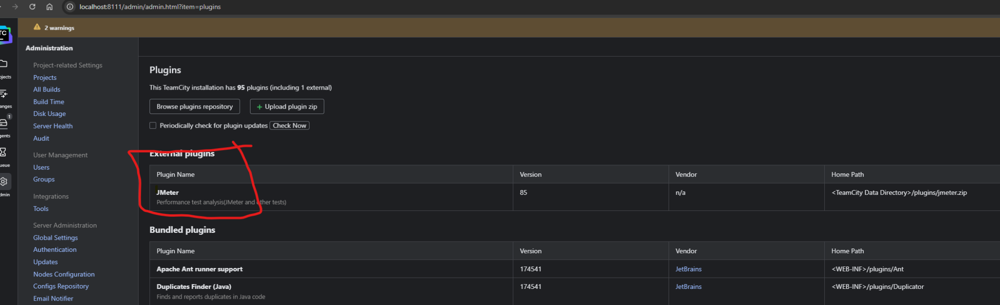 localhost:8111/admin/admin.html?item=plugins
2 warnings
TC
Administration
Project-related Settings
Projects
All Builds
Build Time
Disk Usage
Server Health
Audit
User Management
Users
Groups
Integrations
Tools
Server Administration
Global Settings
Authentication
Updates
Nodes Configuration
Configs Repository
Email Notifier
ojects
anges
1
gents
ueue
dmin
Plugins
This TeamCity installation has 95 plugins (including 1 external)
Browse plugins repository
+ Upload plugin zip
Periodically check for plugin updates Check Now
External plugins
Plugin Name Version Vendor Home Path
JMeter 85 n/a <TeamCity Data Directory>/plugins/jmeter.zip
Performance test analysis(JMeter and other tests)
Bundled plugins
Plugin Name Version Vendor Home Path
Apache Ant runner support 174541 JetBrains <WEB-INF>/plugins/Ant
Duplicates Finder (Java) 174541 JetBrains <WEB-INF>/plugins/Duplicator
Finds and reports duplicates in Java code